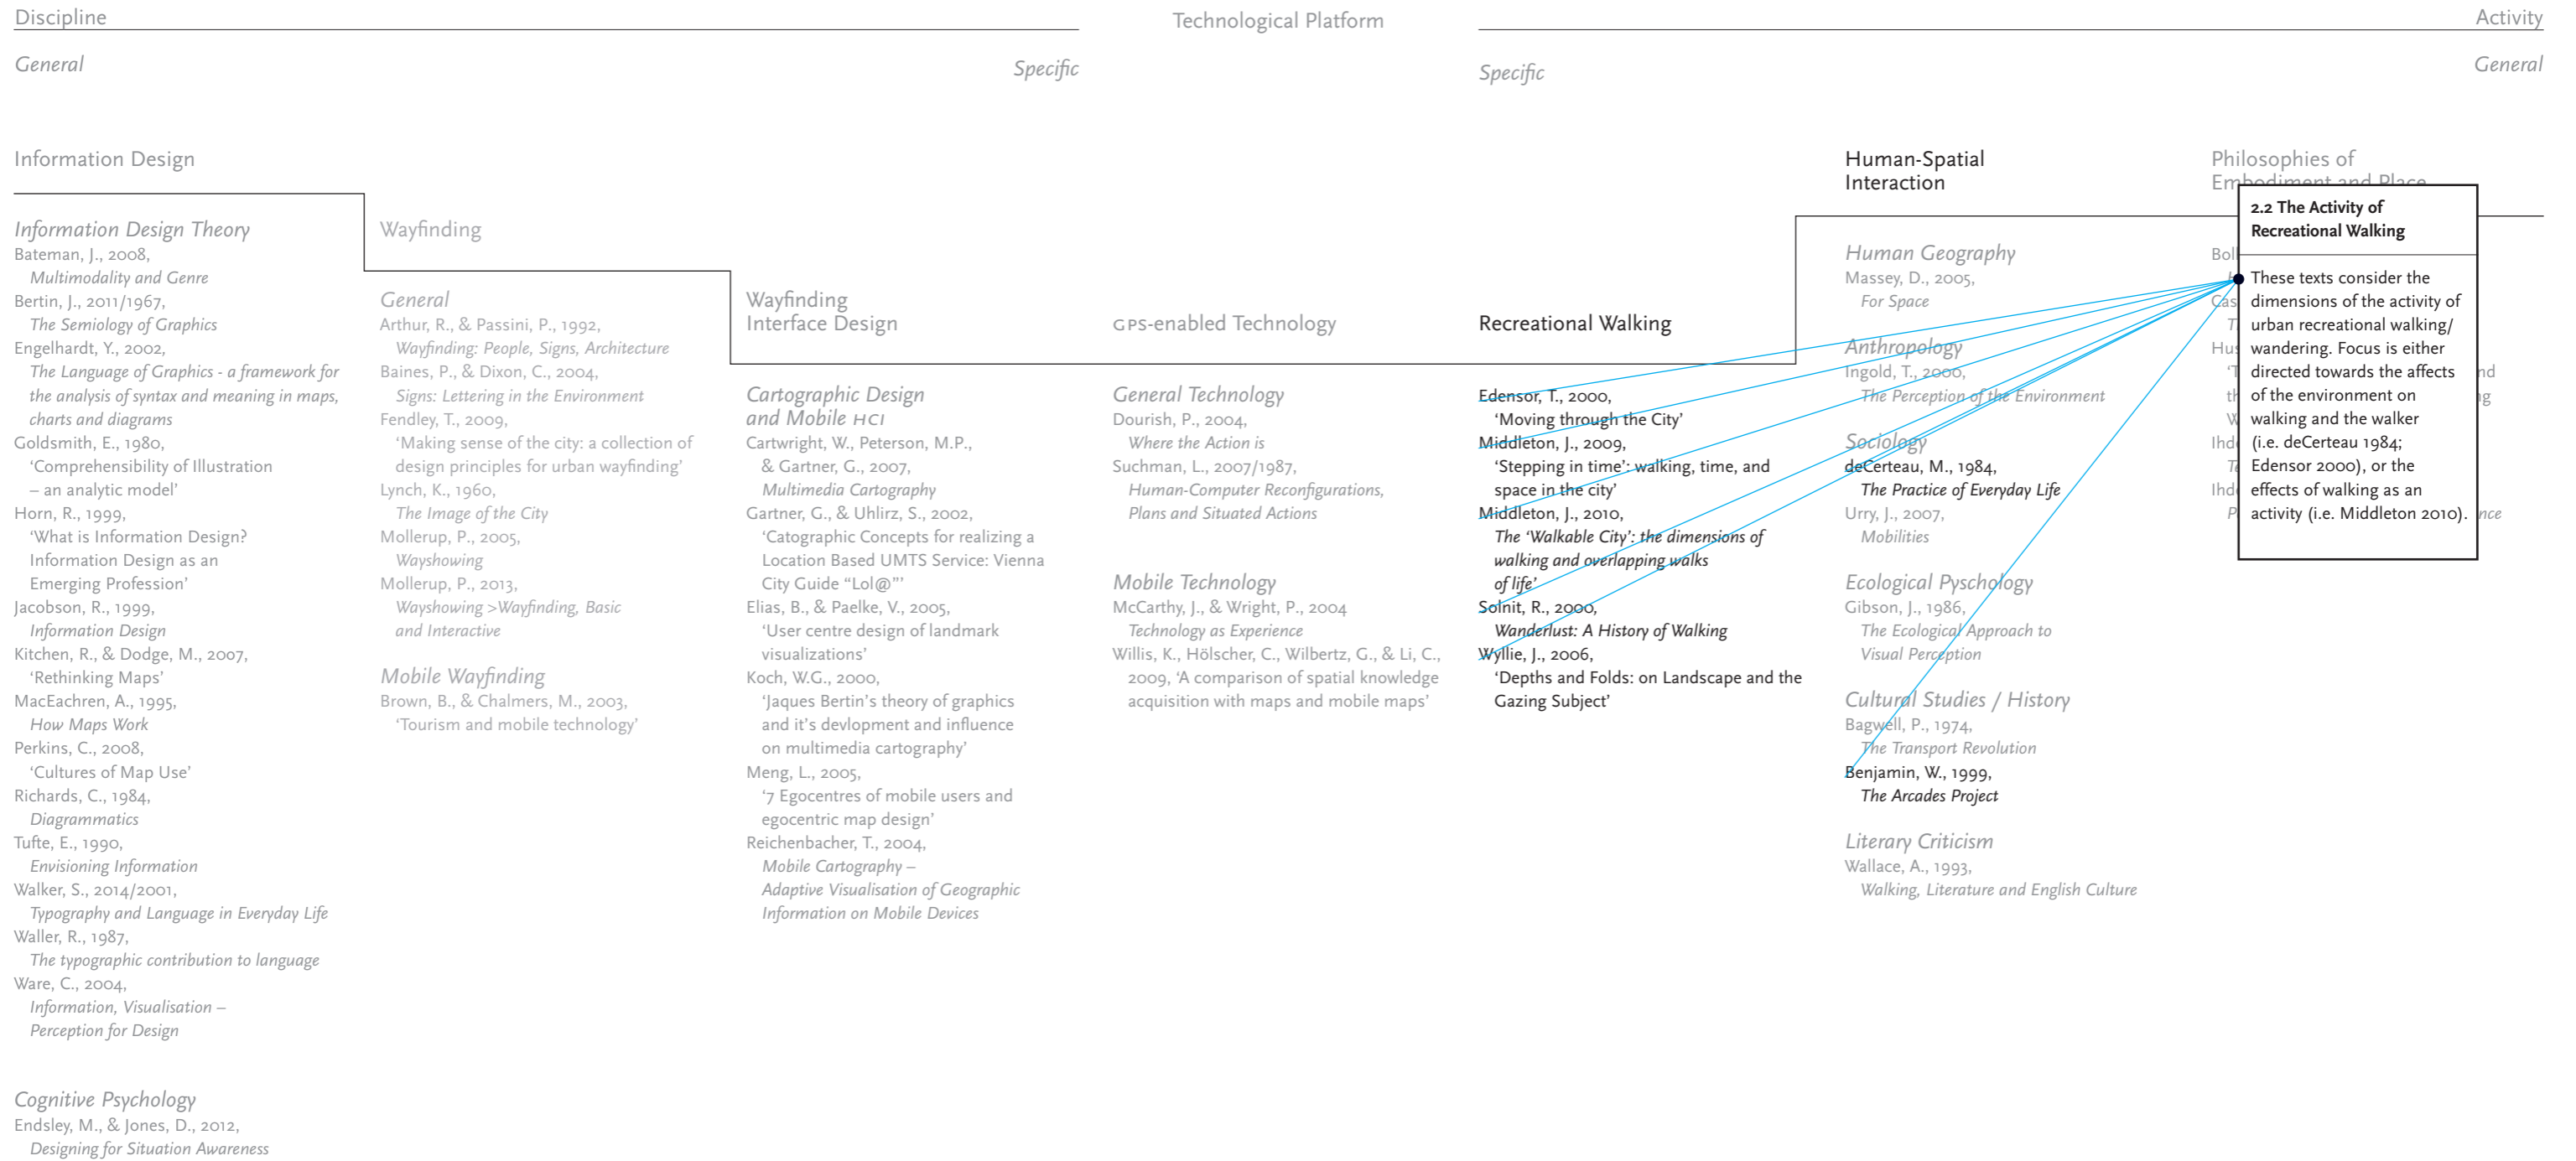 Discipline
Technological Platform
Activity
General
Specific
Specific
General
Information Design
Information Design Theory
Bateman, J., 2008,
Multimodality and Genre
Bertin, J., 2011/1967,
The Semiology of Graphics
Engelhardt, Y., 2002,
The Language of Graphics - a framework for
the analysis of syntax and meaning in maps,
charts and diagrams
Goldsmith, E., 1980,
‘Comprehensibility of Illustration
– an analytic model’
Horn, R., 1999,
‘What is Information Design?
Information Design as an
Emerging Profession’
Jacobson, R., 1999,
Information Design
Kitchen, R., & Dodge, M., 2007,
‘Rethinking Maps’
MacEachren, A., 1995,
How Maps Work
Perkins, C., 2008,
‘Cultures of Map Use’
Richards, C., 1984,
Diagrammatics
Tufte, E., 1990,
Envisioning Information
Walker, S., 2014/2001,
Typography and Language in Everyday Life
Waller, R., 1987,
The typographic contribution to language
Ware, C., 2004,
Information, Visualisation –
Perception for Design
Cognitive Psychology
Endsley, M., & Jones, D., 2012,
Designing for Situation Awareness
Wayfinding
General
Arthur, R., & Passini, P., 1992,
Wayfinding: People, Signs, Architecture
Baines, P., & Dixon, C., 2004,
Signs: Lettering in the Environment
Fendley, T., 2009,
‘Making sense of the city: a collection of
design principles for urban wayfinding’
Lynch, K., 1960,
The Image of the City
Mollerup, P., 2005,
Wayshowing
Mollerup, P., 2013,
Wayshowing >Wayfinding, Basic
and Interactive
Mobile Wayfinding
Brown, B., & Chalmers, M., 2003,
‘Tourism and mobile technology’
Wayfinding
Interface Design
Cartographic Design
and Mobile HCI
Cartwright, W., Peterson, M.P.,
& Gartner, G., 2007,
Multimedia Cartography
Gartner, G., & Uhlirz, S., 2002,
‘Catographic Concepts for realizing a
Location Based UMTS Service: Vienna
City Guide “Lol@”’
Elias, B., & Paelke, V., 2005,
‘User centre design of landmark
visualizations’
Koch, W.G., 2000,
‘Jaques Bertin’s theory of graphics
and it’s devlopment and influence
on multimedia cartography’
Meng, L., 2005,
‘7 Egocentres of mobile users and
egocentric map design’
Reichenbacher, T., 2004,
Mobile Cartography –
Adaptive Visualisation of Geographic
Information on Mobile Devices
GPS-enabled Technology
General Technology
Dourish, P., 2004,
Where the Action is
Suchman, L., 2007/1987,
Human-Computer Reconfigurations,
Plans and Situated Actions
Mobile Technology
McCarthy, J., & Wright, P., 2004
Technology as Experience
Willis, K., Hölscher, C., Wilbertz, G., & Li, C.,
2009, ‘A comparison of spatial knowledge
acquisition with maps and mobile maps’
Recreational Walking
Edensor, T., 2000,
‘Moving through the City’
Middleton, J., 2009,
‘Stepping in time’: walking, time, and
space in the city’
Middleton, J., 2010,
The ‘Walkable City’: the dimensions of
walking and overlapping walks
of life’
Solnit, R., 2000,
Wanderlust: A History of Walking
Wyllie, J., 2006,
‘Depths and Folds: on Landscape and the
Gazing Subject’
Human-Spatial
Interaction
Human Geography
Massey, D., 2005,
For Space
Anthropology
Ingold, T., 2000,
The Perception of the Environment
Sociology
deCerteau, M., 1984,
The Practice of Everyday Life
Urry, J., 2007,
Mobilities
Ecological Pyschology
Gibson, J., 1986,
The Ecological Approach to
Visual Perception
Cultural Studies / History
Bagwell, P., 1974,
The Transport Revolution
Benjamin, W., 1999,
The Arcades Project
Literary Criticism
Wallace, A., 1993,
Walking, Literature and English Culture
Philosophies of
Embodiment and Place
2.2 The Activity of
Recreational Walking
These texts consider the
dimensions of the activity of
urban recreational walking/
wandering. Focus is either
directed towards the affects
of the environment on
walking and the walker
(i.e. deCerteau 1984;
Edensor 2000), or the
effects of walking as an
activity (i.e. Middleton 2010).